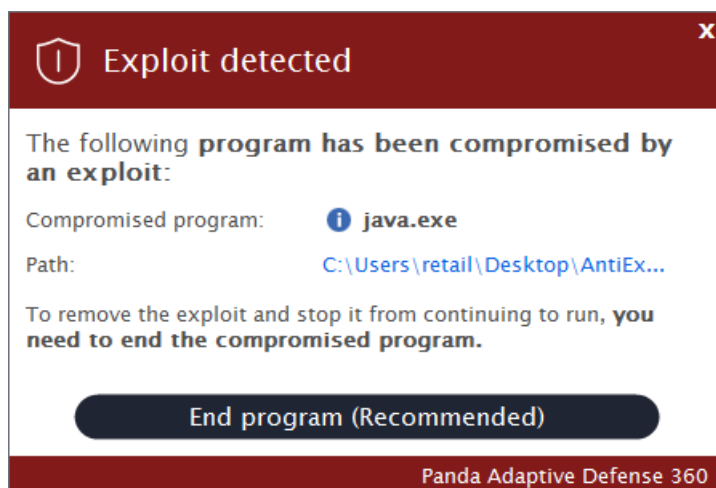 X
Exploit detected
The following program has been compromised by
an exploit:
Compromised program: i java.exe
Path: C:\Users\retail\Desktop\AntiEx...
To remove the exploit and stop it from continuing to run, you
need to end the compromised program.
End program (Recommended)
Panda Adaptive Defense 360